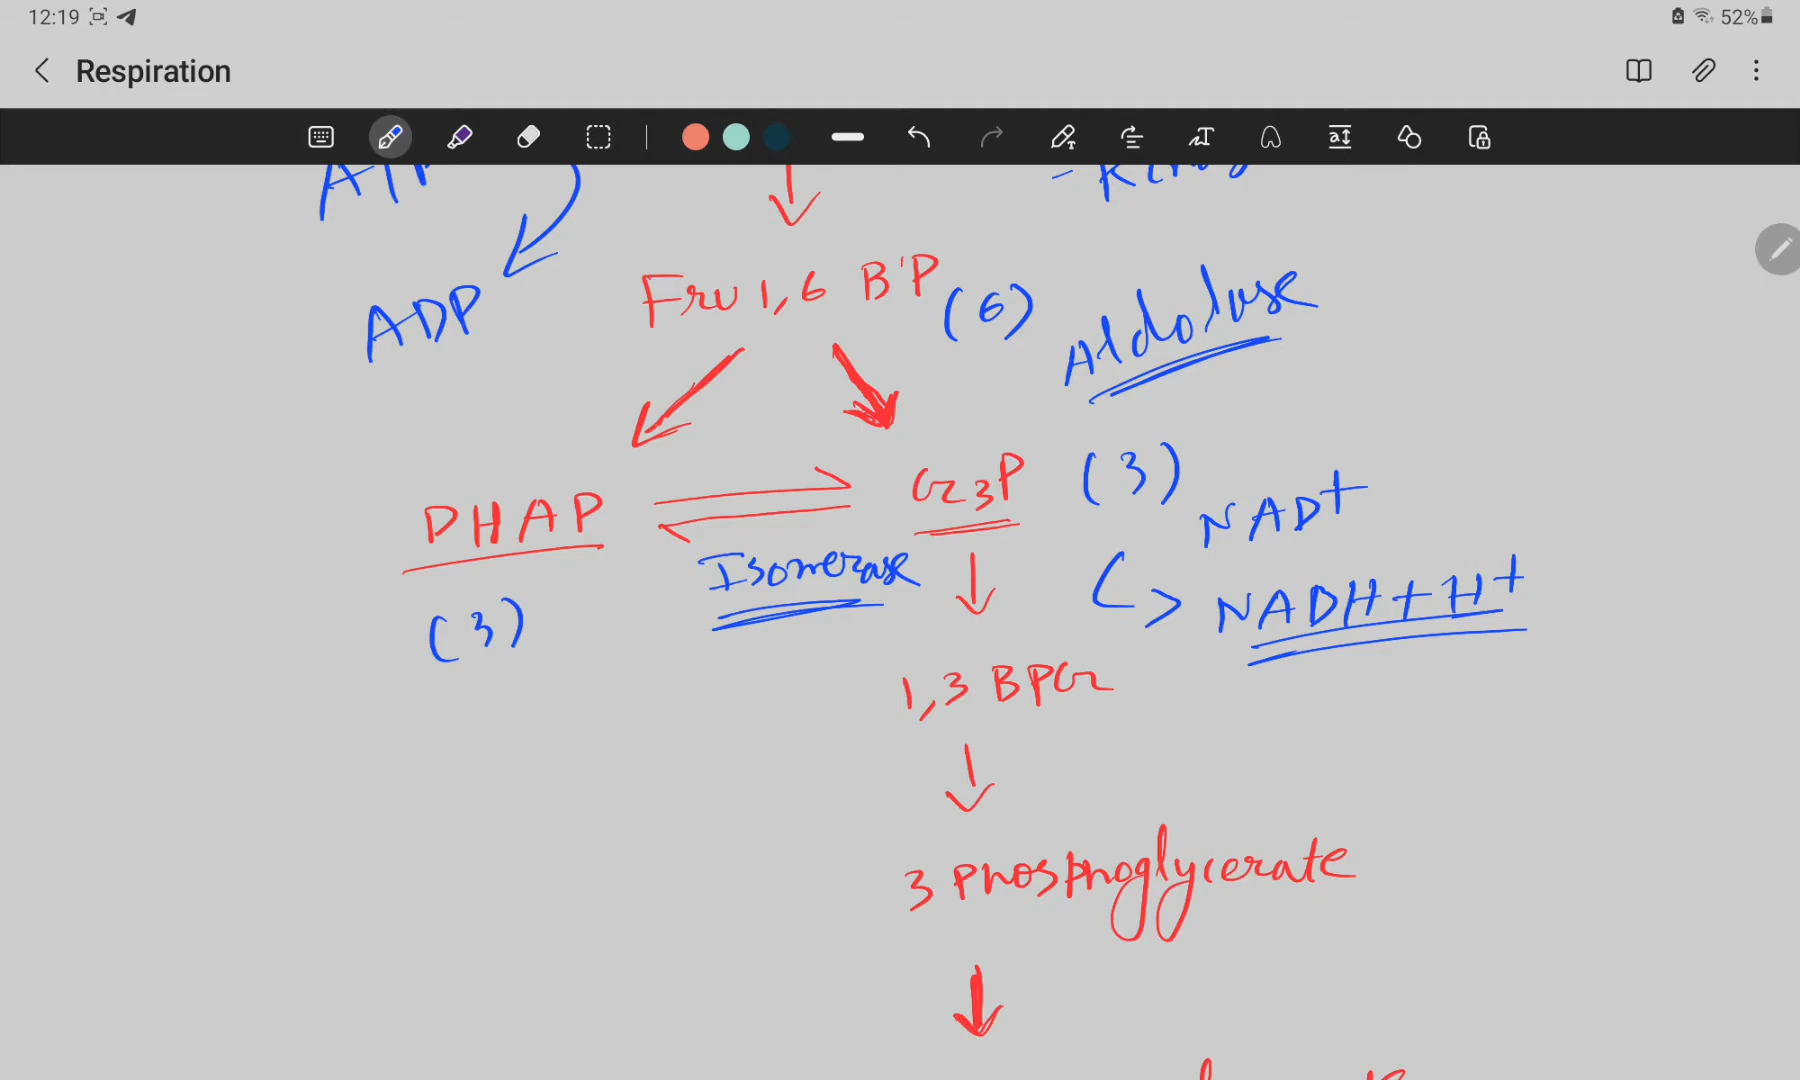 12:19 52%
Respiration
ADP
Fru 1,6 BP (6)
Aldolase
DHAP G3P (3)
NAD+
Isomerase
NADH+H+
(3)
1,3 BPG
3 phosphoglycerate